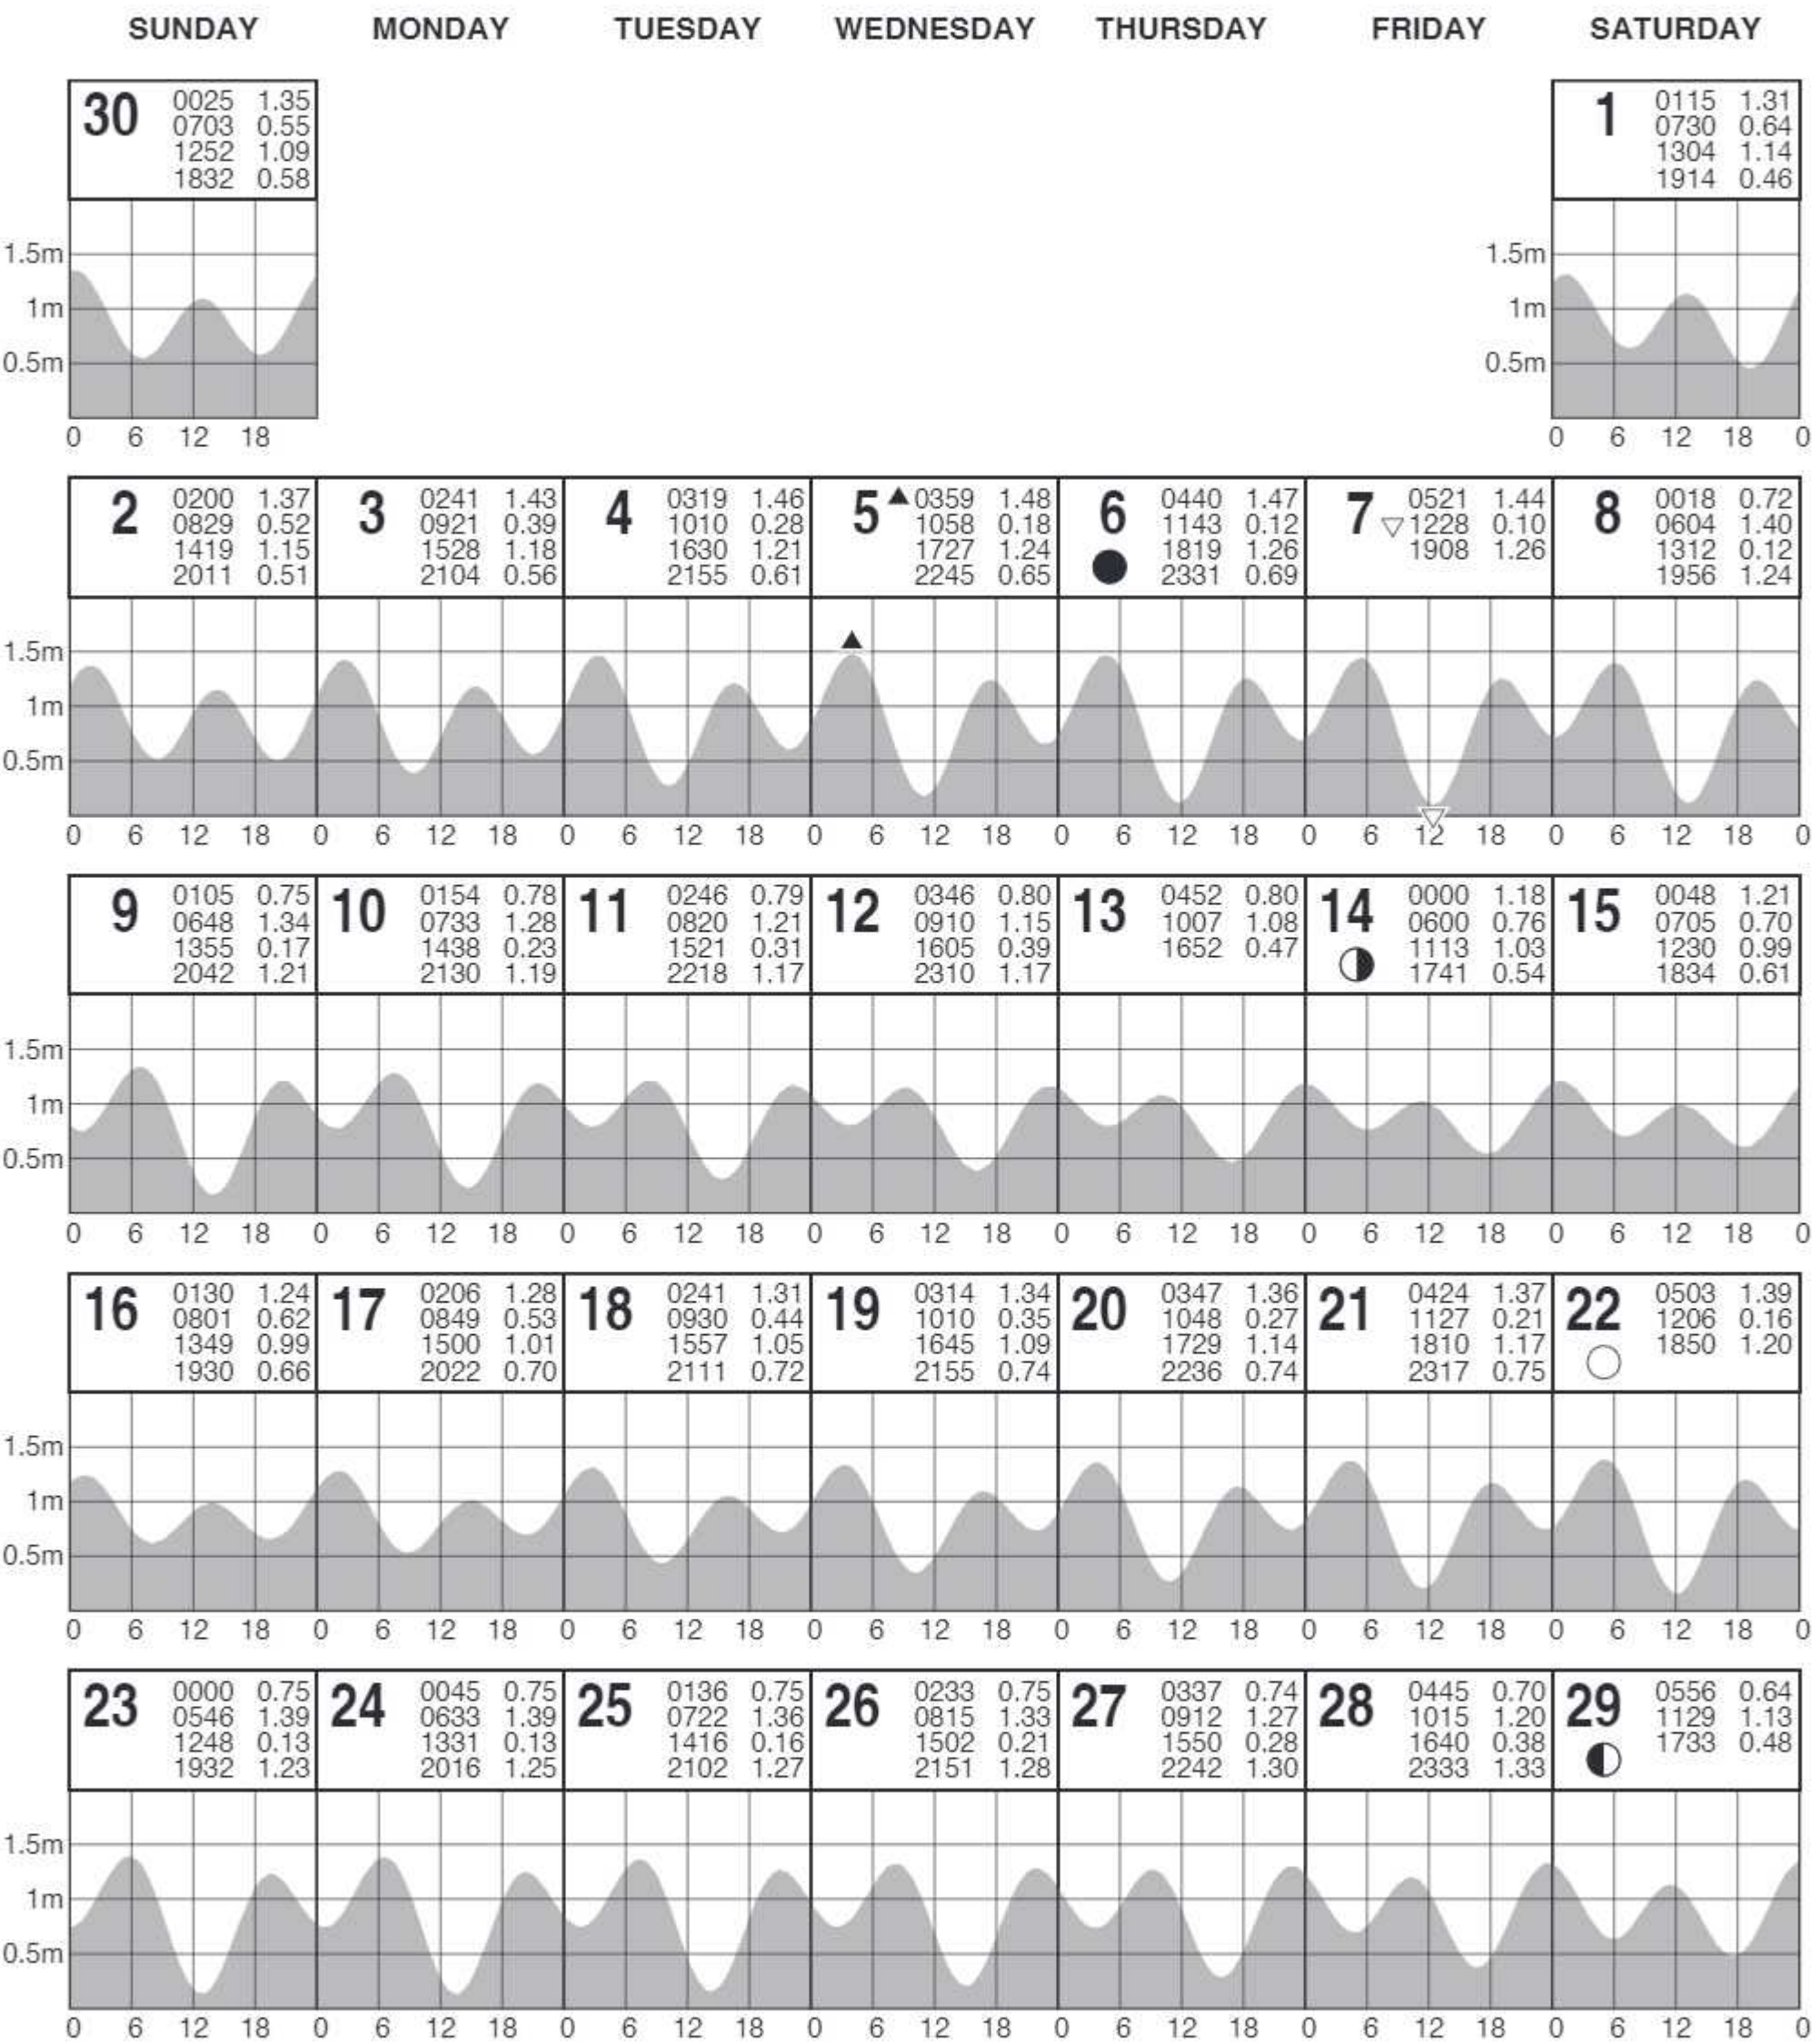 SUNDAY MONDAY TUESDAY WEDNESDAY THURSDAY FRIDAY SATURDAY
30 0025 1.35
0703 0.55
1252 1.09
1832 0.58
1 0115 1.31
0730 0.64
1304 1.14
1914 0.46
1.5m
1m
0.5m
0 6 12 18
1.5m
1m
0.5m
0 6 12 18 0
2 0200 1.37
0829 0.52
1419 1.15
2011 0.51
3 0241 1.43
0921 0.39
1528 1.18
2104 0.56
4 0319 1.46
1010 0.28
1630 1.21
2155 0.61
5 ▲0359 1.48
1058 0.18
1727 1.24
2245 0.65
6 0440 1.47
1143 0.12
1819 1.26
2331 0.69
7 0521 1.44
▽1228 0.10
1908 1.26
8 0018 0.72
0604 1.40
1312 0.12
1956 1.24
1.5m
1m
0.5m
0 6 12 18 0 6 12 18 0 6 12 18 0 6 12 18 0 6 12 18 0 6 12 18 0 6 12 18 0
9 0105 0.75
0648 1.34
1355 0.17
2042 1.21
10 0154 0.78
0733 1.28
1438 0.23
2130 1.19
11 0246 0.79
0820 1.21
1521 0.31
2218 1.17
12 0346 0.80
0910 1.15
1605 0.39
2310 1.17
13 0452 0.80
1007 1.08
1652 0.47
14 0000 1.18
0600 0.76
1113 1.03
1741 0.54
15 0048 1.21
0705 0.70
1230 0.99
1834 0.61
1.5m
1m
0.5m
0 6 12 18 0 6 12 18 0 6 12 18 0 6 12 18 0 6 12 18 0 6 12 18 0 6 12 18 0
16 0130 1.24
0801 0.62
1349 0.99
1930 0.66
17 0206 1.28
0849 0.53
1500 1.01
2022 0.70
18 0241 1.31
0930 0.44
1557 1.05
2111 0.72
19 0314 1.34
1010 0.35
1645 1.09
2155 0.74
20 0347 1.36
1048 0.27
1729 1.14
2236 0.74
21 0424 1.37
1127 0.21
1810 1.17
2317 0.75
22 0503 1.39
1206 0.16
1850 1.20
1.5m
1m
0.5m
0 6 12 18 0 6 12 18 0 6 12 18 0 6 12 18 0 6 12 18 0 6 12 18 0 6 12 18 0
23 0000 0.75
0546 1.39
1248 0.13
1932 1.23
24 0045 0.75
0633 1.39
1331 0.13
2016 1.25
25 0136 0.75
0722 1.36
1416 0.16
2102 1.27
26 0233 0.75
0815 1.33
1502 0.21
2151 1.28
27 0337 0.74
0912 1.27
1550 0.28
2242 1.30
28 0445 0.70
1015 1.20
1640 0.38
2333 1.33
29 0556 0.64
1129 1.13
1733 0.48
1.5m
1m
0.5m
0 6 12 18 0 6 12 18 0 6 12 18 0 6 12 18 0 6 12 18 0 6 12 18 0 6 12 18 0